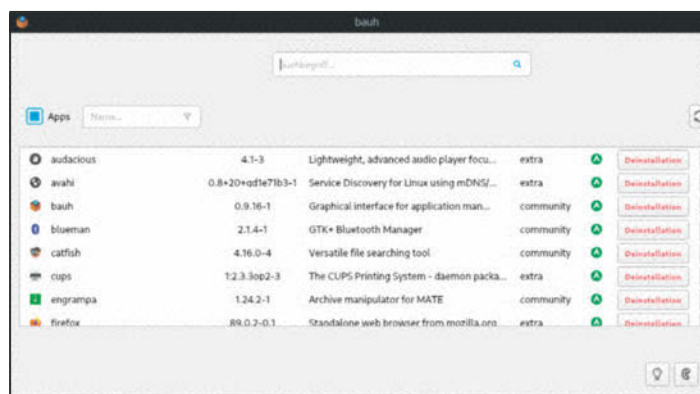 bauh
Suchbegriff...
Apps Name...
audacious 4.1-3 Lightweight, advanced audio player focu... extra Deinstallation
avahi 0.8+20+gd1e71b3-1 Service Discovery for Linux using mDNS/... extra Deinstallation
bauh 0.9.16-1 Graphical interface for application man... community Deinstallation
blueman 2.1.4-1 GTK+ Bluetooth Manager community Deinstallation
catfish 4.16.0-4 Versatile file searching tool community Deinstallation
cups 1:2.3.3op2-3 The CUPS Printing System - daemon packa... extra Deinstallation
engrampa 1.24.2-1 Archive manipulator for MATE community Deinstallation
firefox 89.0.2-0.1 Standalone web browser from mozilla.org extra Deinstallation